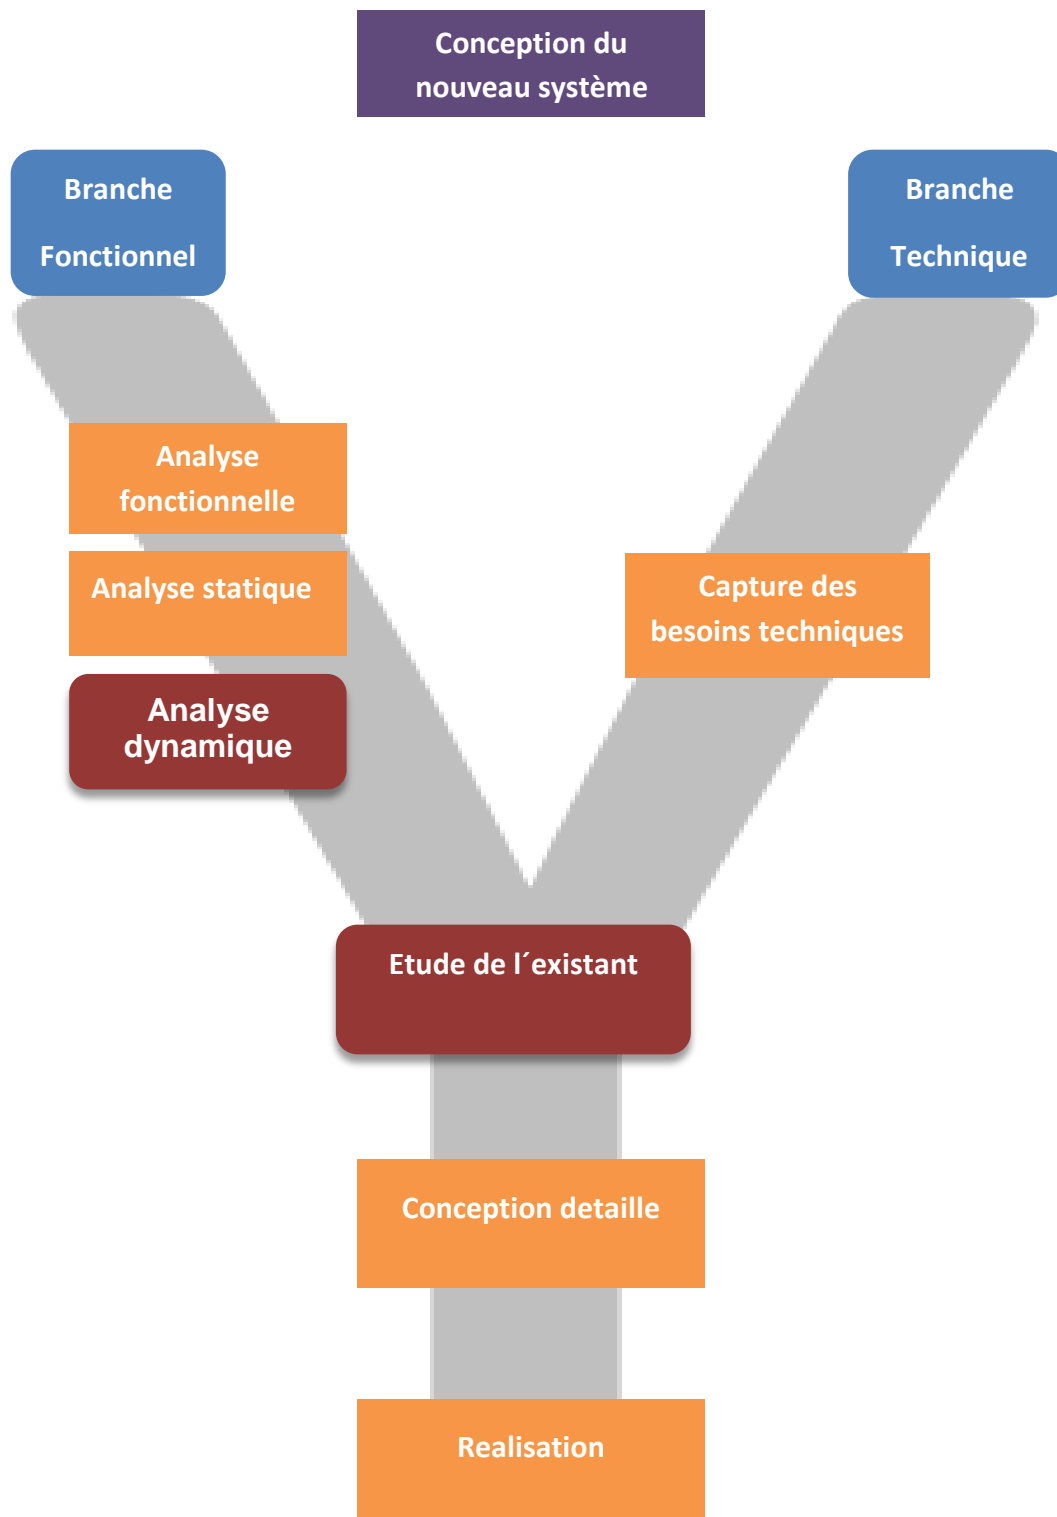 Conception du
nouveau système
Branche
Fonctionnel
Branche
Technique
Analyse
fonctionnelle
Analyse statique
Capture des
besoins techniques
Analyse
dynamique
Etude de l´existant
Conception detaille
Realisation